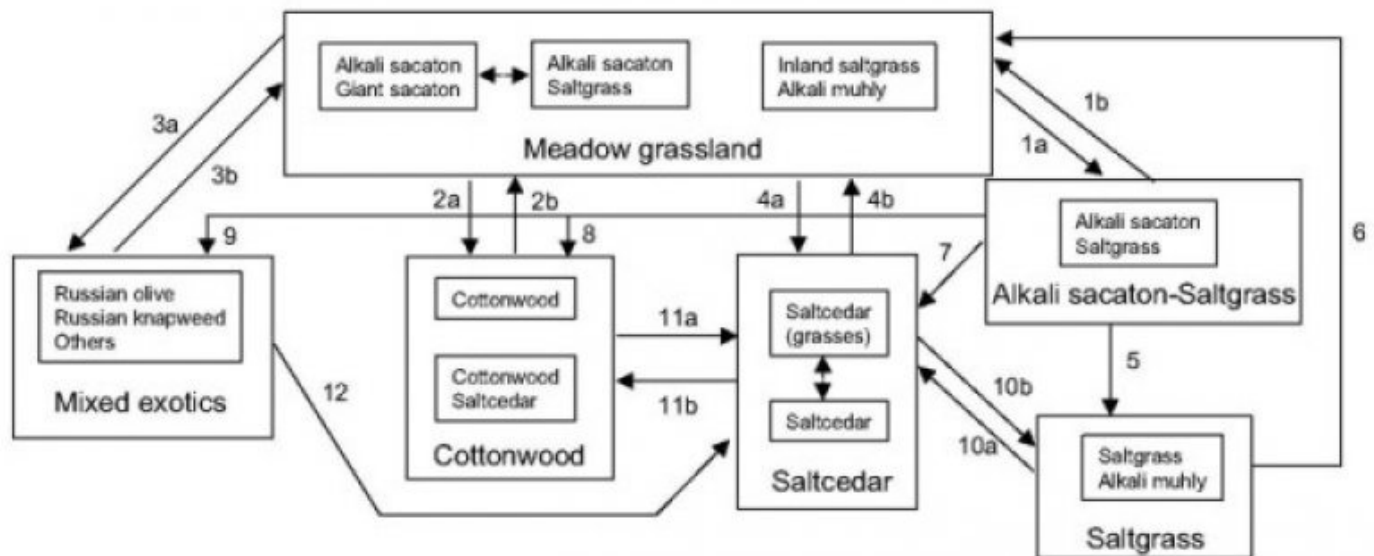 Alkali sacaton
Giant sacaton
Alkali sacaton
Saltgrass
Inland saltgrass
Alkali muhly
Meadow grassland
3a
3b
1b
1a
2a
2b
4a
4b
9
8
7
6
Alkali sacaton
Saltgrass
Alkali sacaton-Saltgrass
Russian olive
Russian knapweed
Others
Mixed exotics
12
Cottonwood
Cottonwood
Saltcedar
Cottonwood
11a
11b
Saltcedar
(grasses)
Saltcedar
Saltcedar
10b
10a
5
Saltgrass
Alkali muhly
Saltgrass